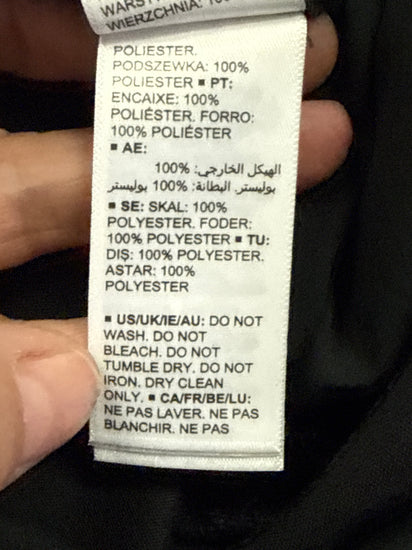 WARSTW
WIERZCHNIA: 100
POLIESTER.
PODSZEWKA: 100%
POLIESTER ▪ PT:
ENCAIXE: 100%
POLIÉSTER. FORRO:
100% POLIÉSTER
▪ AE:
الهيكل الخارجي: 100%
بوليستر. البطانة: 100% بوليستر
▪ SE: SKAL: 100%
POLYESTER. FODER:
100% POLYESTER ▪ TU:
DIŞ: 100% POLYESTER.
ASTAR: 100%
POLYESTER
▪ US/UK/IE/AU: DO NOT
WASH. DO NOT
BLEACH. DO NOT
TUMBLE DRY. DO NOT
IRON. DRY CLEAN
ONLY. ▪ CA/FR/BE/LU:
NE PAS LAVER. NE PAS
BLANCHIR. NE PAS